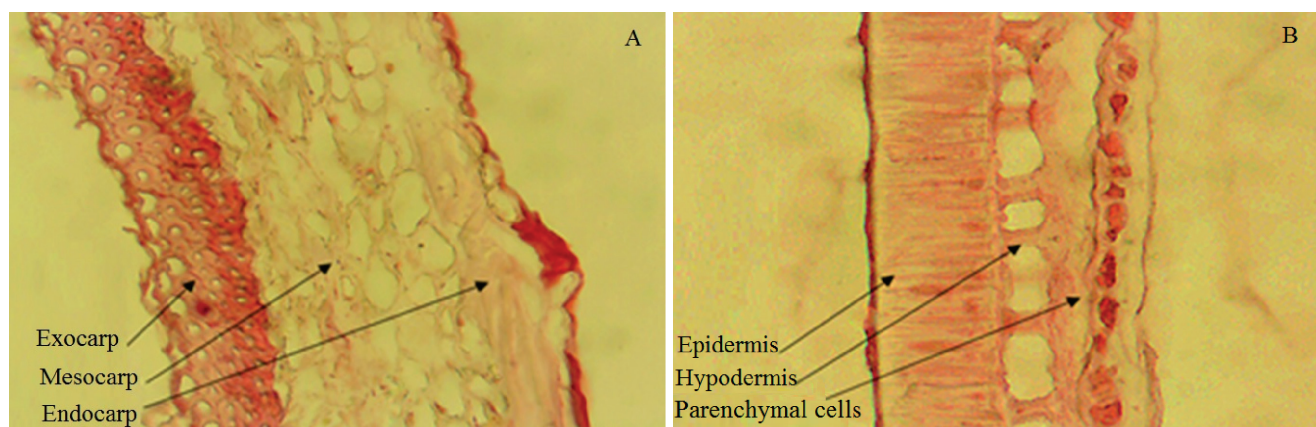 A
Exocarp
Mesocarp
Endocarp
B
Epidermis
Hypodermis
Parenchymal cells